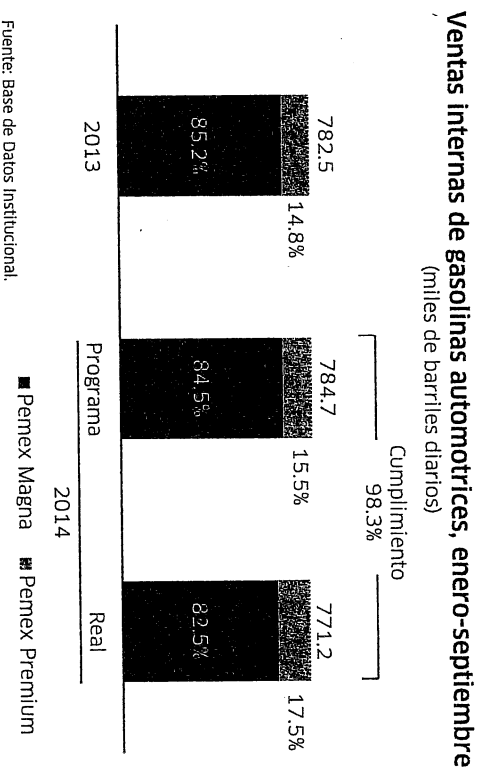 Ventas internas de gasolinas automotrices, enero-septiembre
(miles de barriles diarios)
Cumplimiento
98.3%
782.5
784.7
771.2
14.8%
15.5%
17.5%
85.2%
84.5%
82.5%
2013
Programa
Real
2014
Pemex Magna
Pemex Premium
Fuente: Base de Datos Institucional.